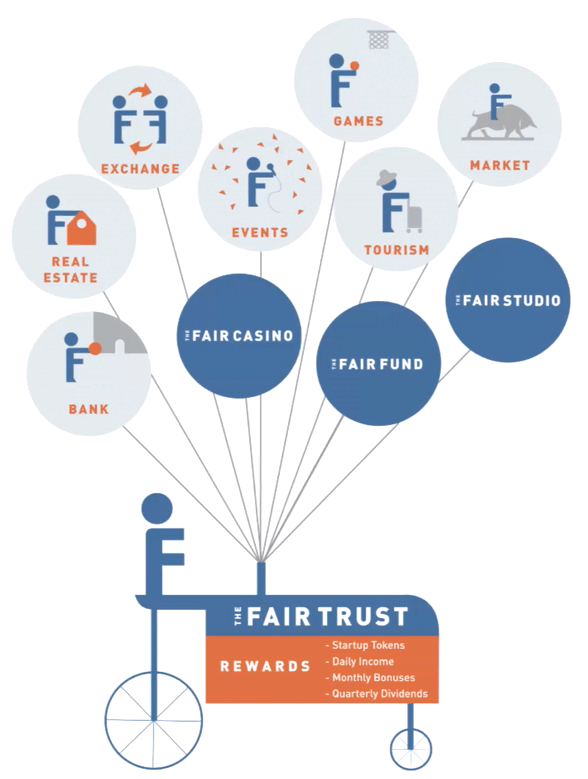 GAMES
EXCHANGE
MARKET
EVENTS
TOURISM
REAL
ESTATE
THE FAIR STUDIO
THE FAIR CASINO
THE FAIR FUND
BANK
THE FAIR TRUST
REWARDS
- Startup Tokens
- Daily Income
- Monthly Bonuses
- Quarterly Dividends